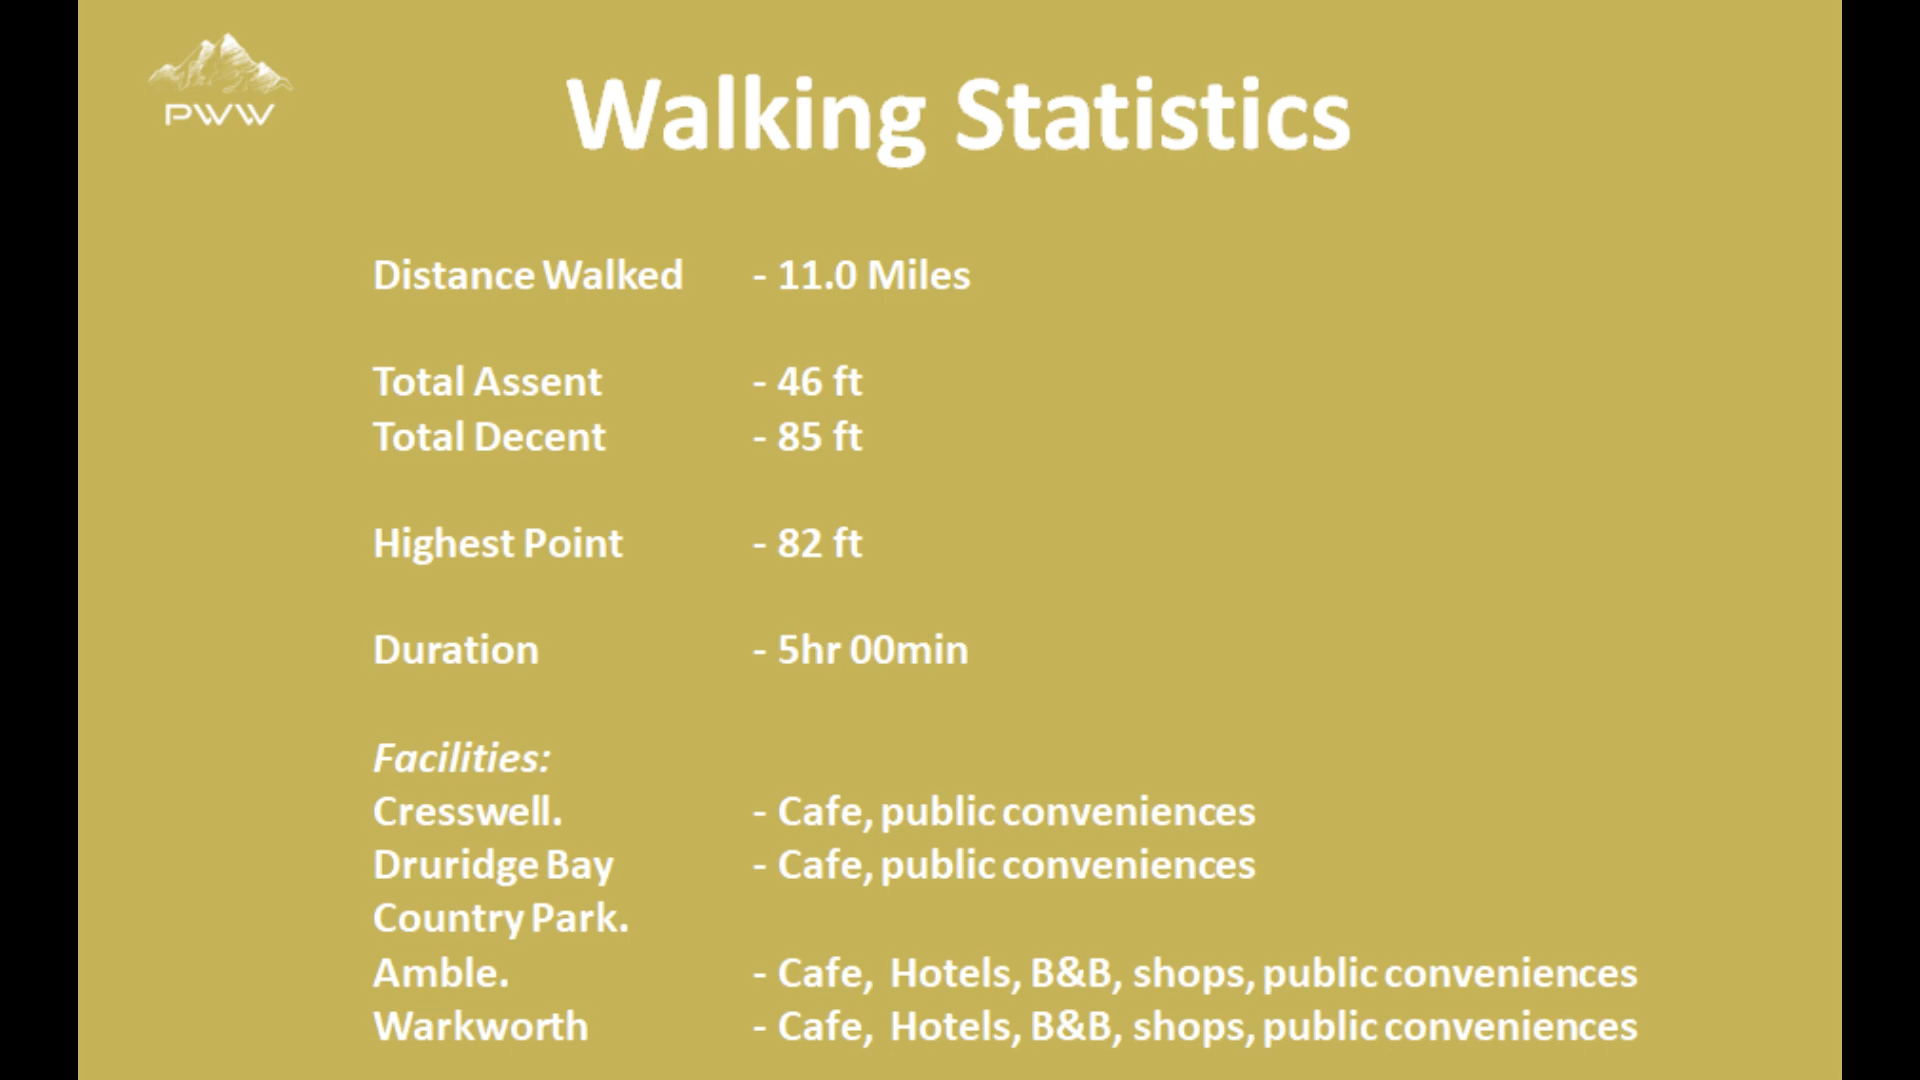 PWW
Walking Statistics
Distance Walked - 11.0 Miles
Total Assent - 46 ft
Total Decent - 85 ft
Highest Point - 82 ft
Duration - 5hr 00min
Facilities:
Cresswell. - Cafe, public conveniences
Druridge Bay - Cafe, public conveniences
Country Park.
Amble. - Cafe, Hotels, B&B, shops, public conveniences
Warkworth - Cafe, Hotels, B&B, shops, public conveniences